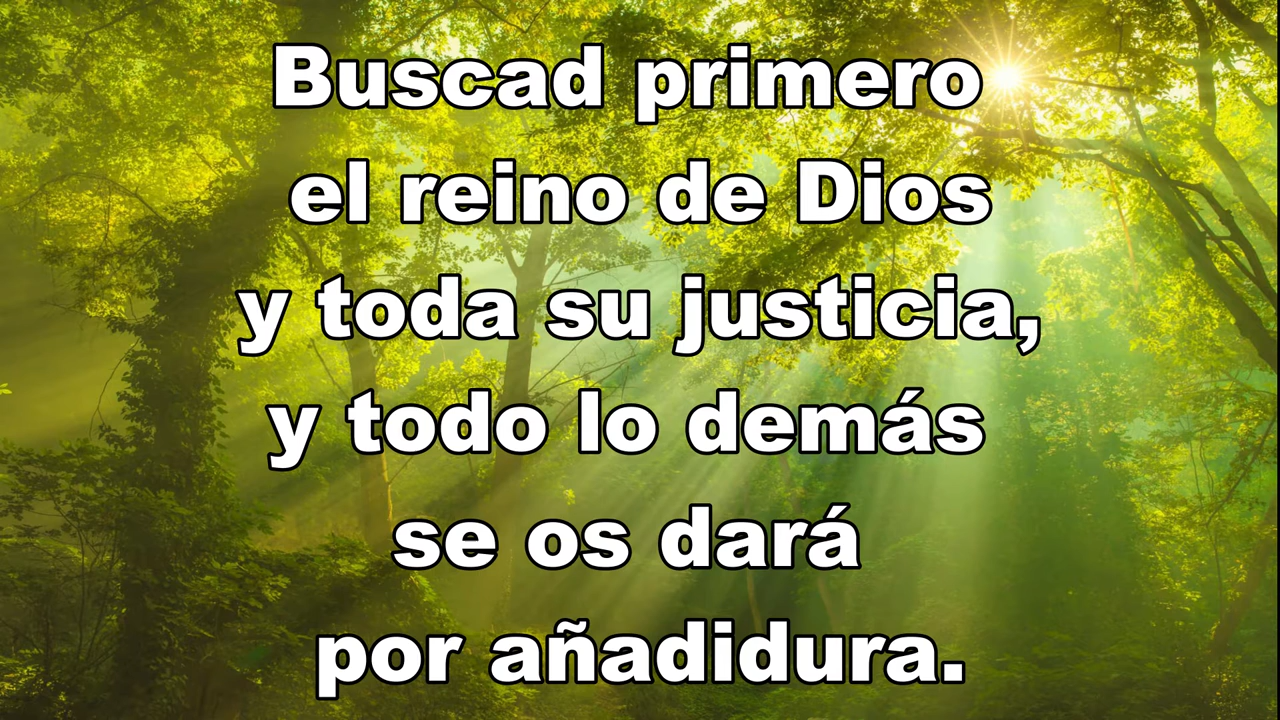 Buscad primero
el reino de Dios
y toda su justicia,
y todo lo demás
se os dará
por añadidura.